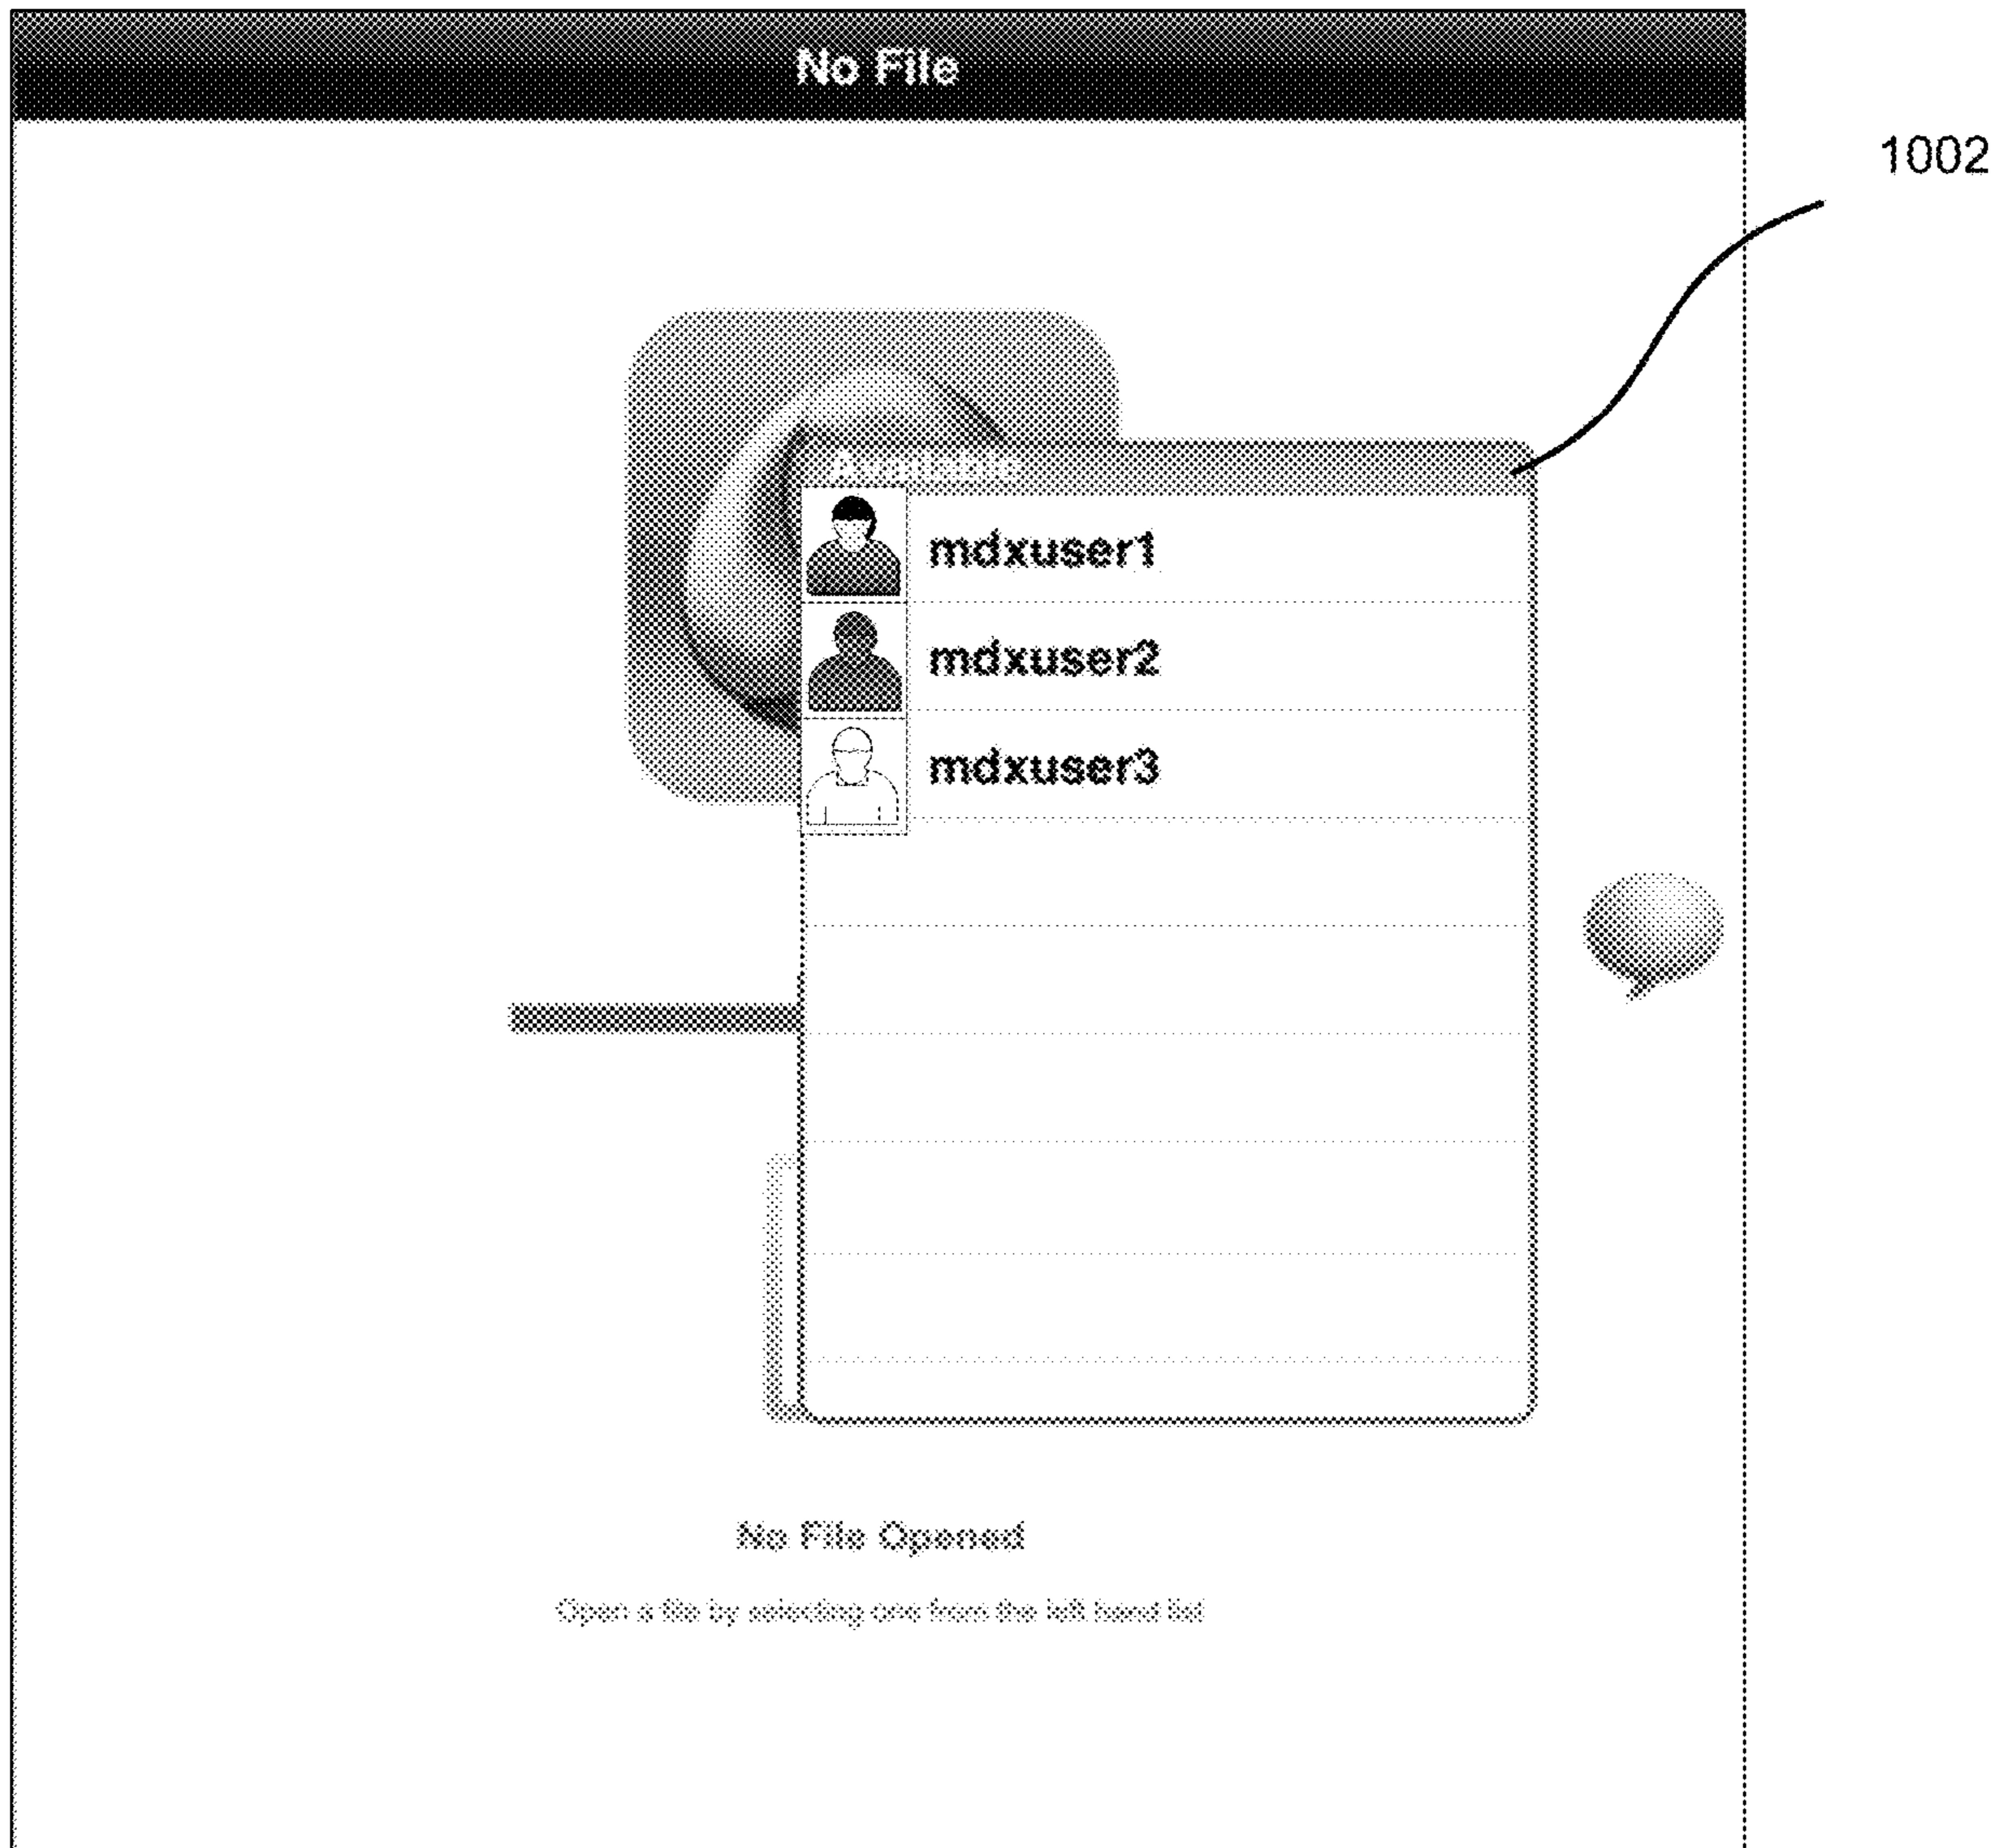 No File
1002
Available
mdxuser1
mdxuser2
mdxuser3
No File Opened
Open a file by selecting one from the left hand list